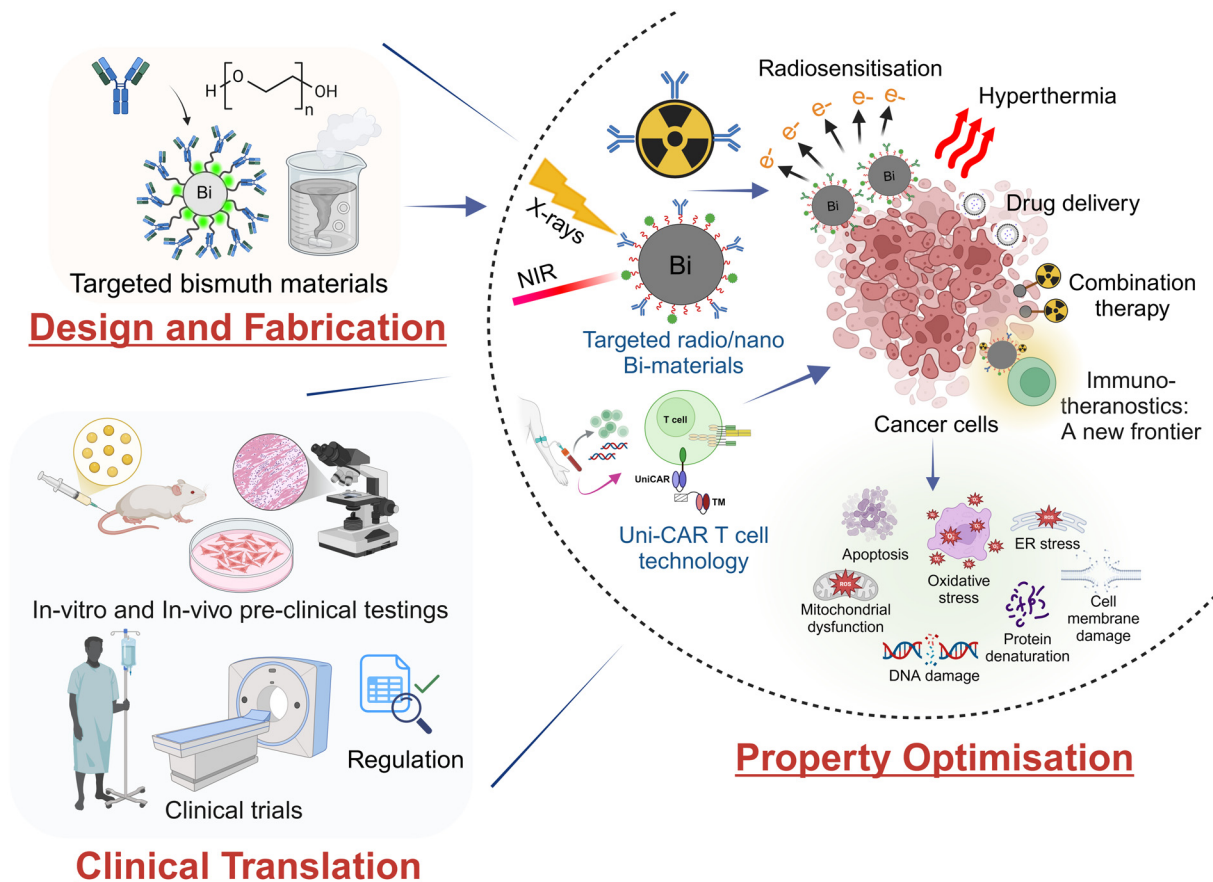 H
O
OH
n
Bi
Targeted bismuth materials
Design and Fabrication
X-rays
NIR
Bi
Targeted radio/nano
Bi-materials
T cell
UniCAR
TM
Uni-CAR T cell
technology
Radiosensitisation
e-
e-
e-
e-
e-
e-
Bi
Bi
Hyperthermia
Drug delivery
Combination
therapy
Immuno-
theranostics:
A new frontier
Cancer cells
Apoptosis
Oxidative
stress
ROS
ER stress
ROS
Mitochondrial
dysfunction
DNA damage
Protein
denaturation
Cell
membrane
damage
Property Optimisation
In-vitro and In-vivo pre-clinical testings
Clinical trials
Regulation
Clinical Translation